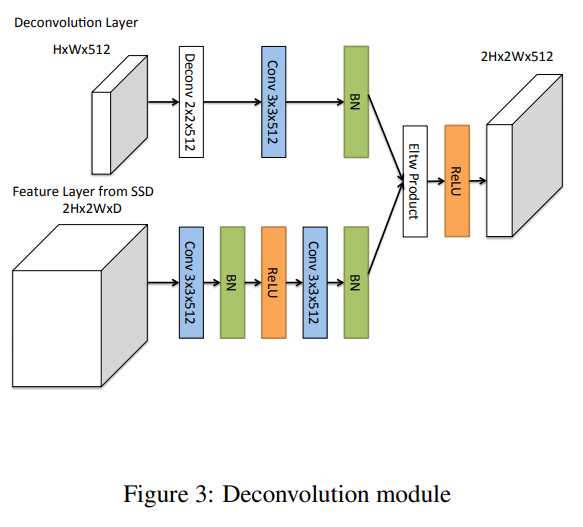 Deconvolution Layer
HxWx512
Deconv 2x2x512
Conv 3x3x512
BN
2Hx2Wx512
Eltw Product
ReLU
Feature Layer from SSD
2Hx2WxD
Conv 3x3x512
BN
ReLU
Conv 3x3x512
BN
Figure 3: Deconvolution module